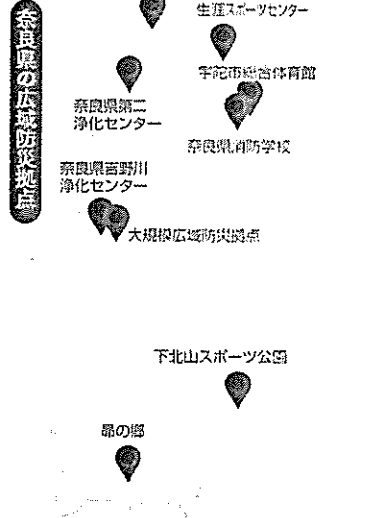 奈良県の広域防災拠点
生涯スポーツセンター
宇陀市総合体育館
奈良県第二
浄化センター
奈良県消防学校
奈良県吉野川
浄化センター
大規模広域防災拠点
下北山スポーツ公園
昴の郷